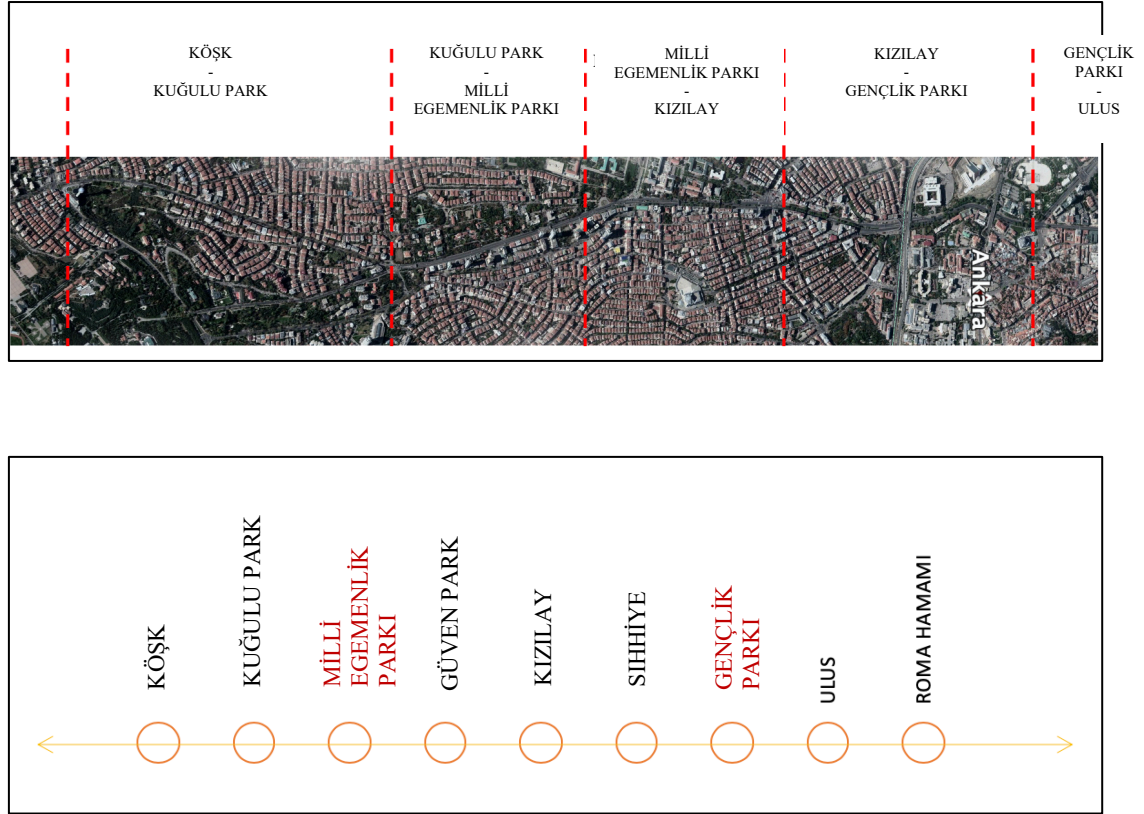 KÖŞK
-
KUĞULU PARK
KUĞULU PARK
-
MİLLİ
EGEMENLİK PARKI
MİLLİ
EGEMENLİK PARKI
-
KIZILAY
KIZILAY
-
GENÇLİK PARKI
GENÇLİK
PARKI
-
ULUS
Ankara
KÖŞK
KUĞULU PARK
MİLLİ
EGEMENLİK
PARKI
GÜVEN PARK
KIZILAY
SIHHİYE
GENÇLİK
PARKI
ULUS
ROMA HAMAMI